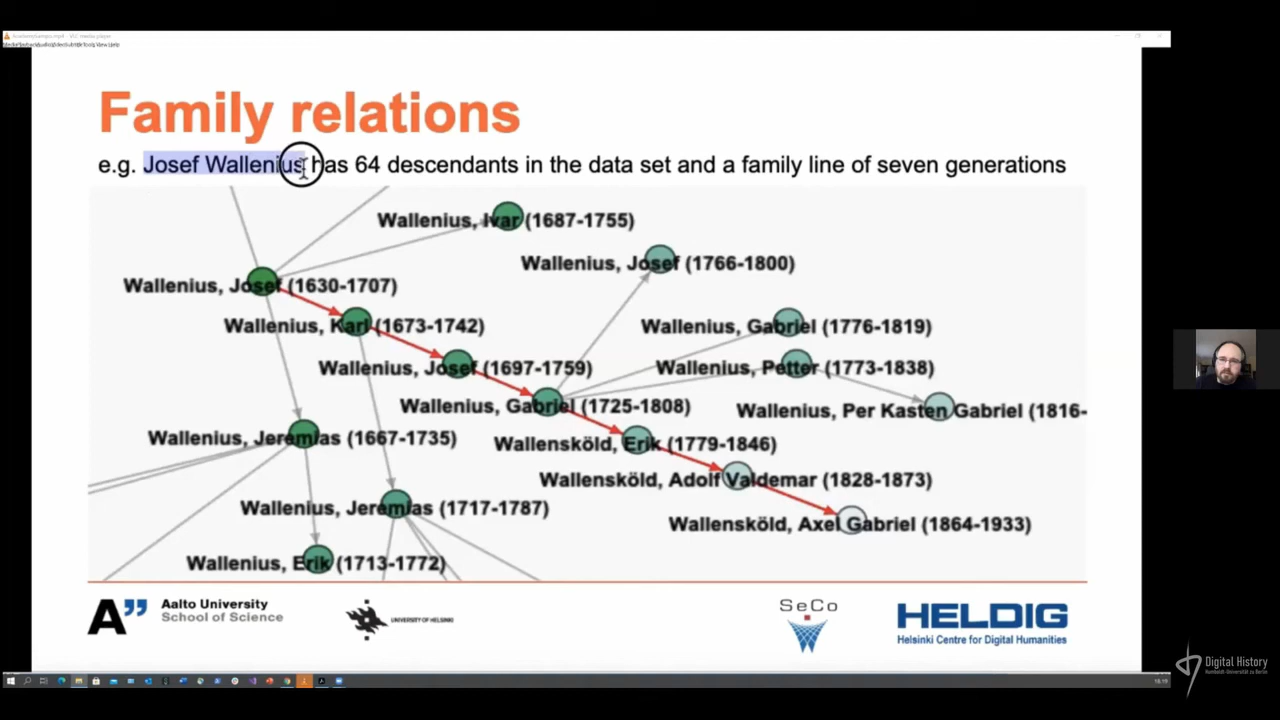 Family relations
e.g. Josef Wallenius has 64 descendants in the data set and a family line of seven generations
Wallenius, Ivar (1687-1755)
Wallenius, Josef (1766-1800)
Wallenius, Josef (1630-1707)
Wallenius, Karl (1673-1742)
Wallenius, Gabriel (1776-1819)
Wallenius, Josef (1697-1759)
Wallenius, Petter (1773-1838)
Wallenius, Gabriel (1725-1808)
Wallenius, Per Kasten Gabriel (1816-
Wallenius, Jeremias (1667-1735)
Wallensköld, Erik (1779-1846)
Wallensköld, Adolf Valdemar (1828-1873)
Wallenius, Jeremias (1717-1787)
Wallensköld, Axel Gabriel (1864-1933)
Wallenius, Erik (1713-1772)
A”
Aalto University
School of Science
UNIVERSITY OF HELSINKI
SeCo
HELDIG
Helsinki Centre for Digital Humanities
Digital History
Humboldt-Universität zu Berlin